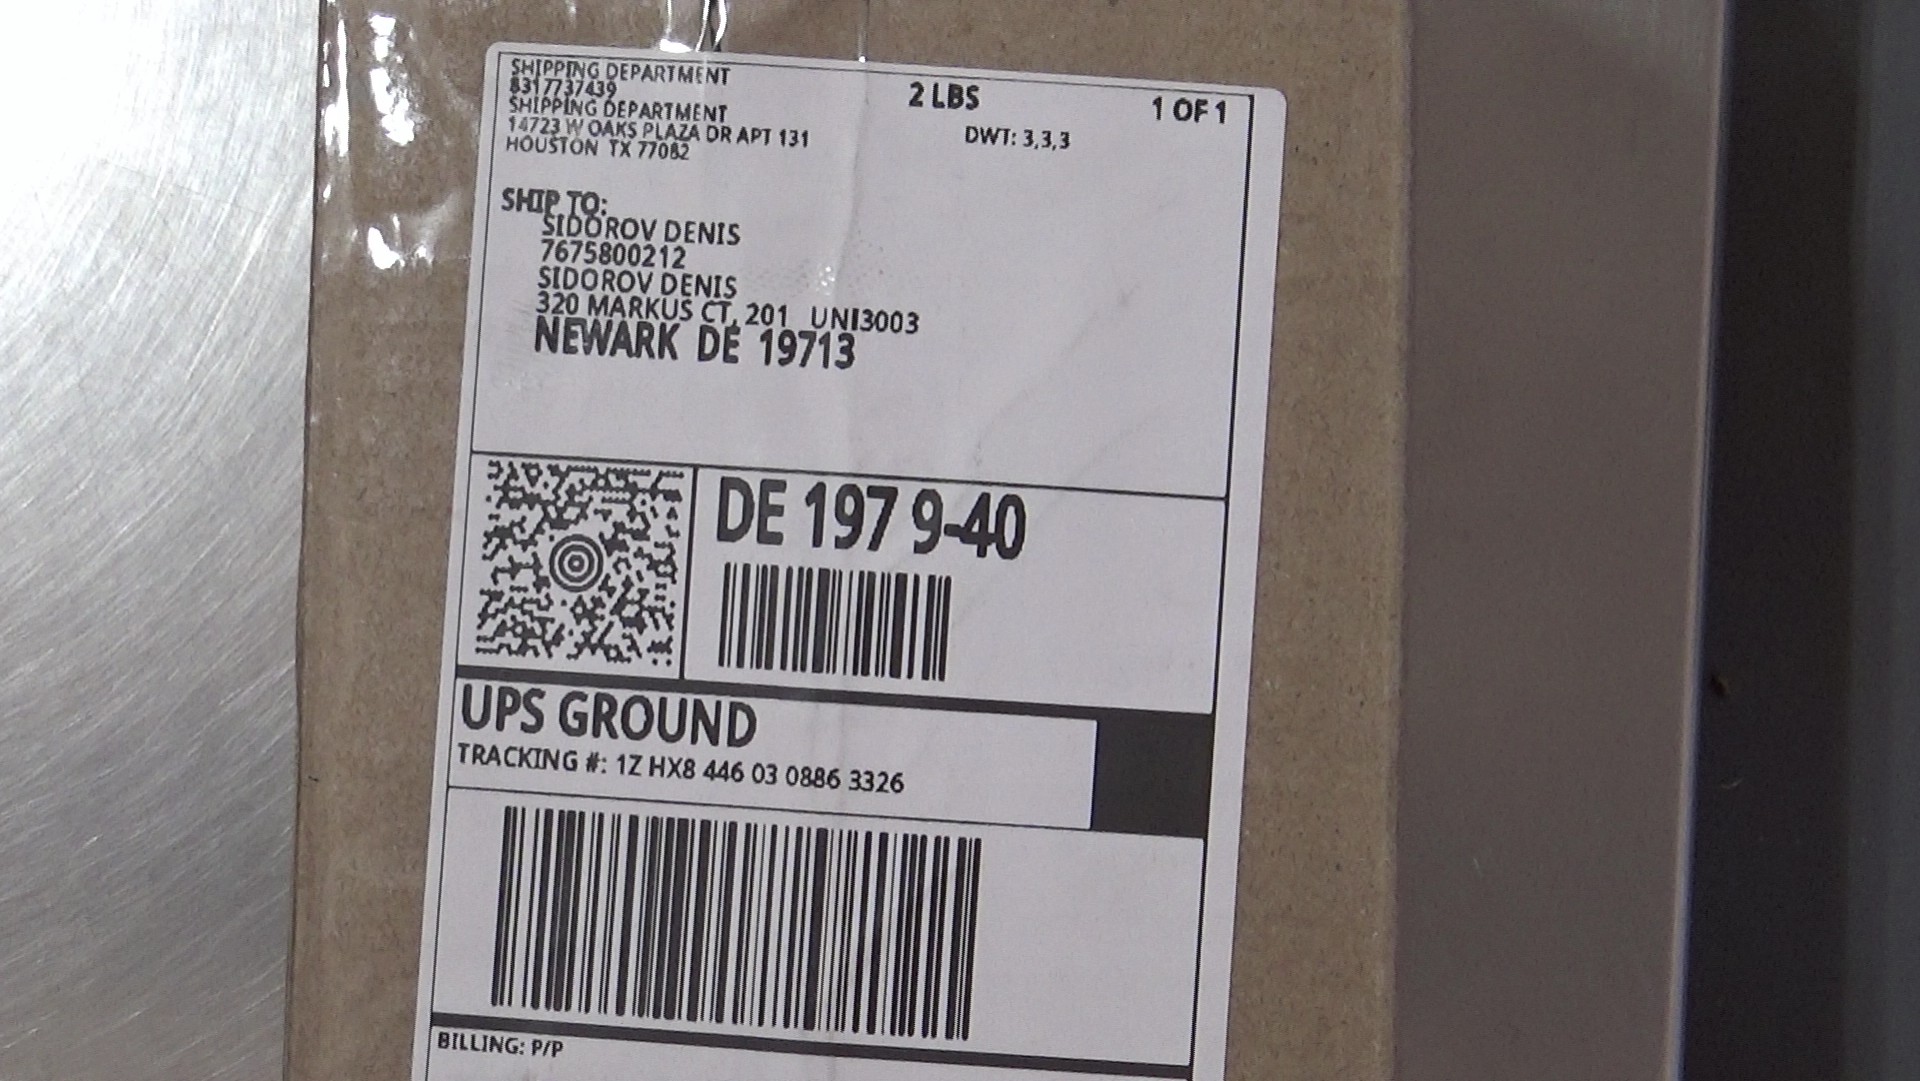 SHIPPING DEPARTMENT
8317737439
SHIPPING DEPARTMENT
14723 W OAKS PLAZA DR APT 131
HOUSTON TX 77082
2 LBS
1 OF 1
DWT: 3,3,3
SHIP TO:
SIDOROV DENIS
7675800212
SIDOROV DENIS
320 MARKUS CT, 201 UNI3003
NEWARK DE 19713
DE 197 9-40
UPS GROUND
TRACKING #: 1Z HX8 446 03 0886 3326
BILLING: P/P